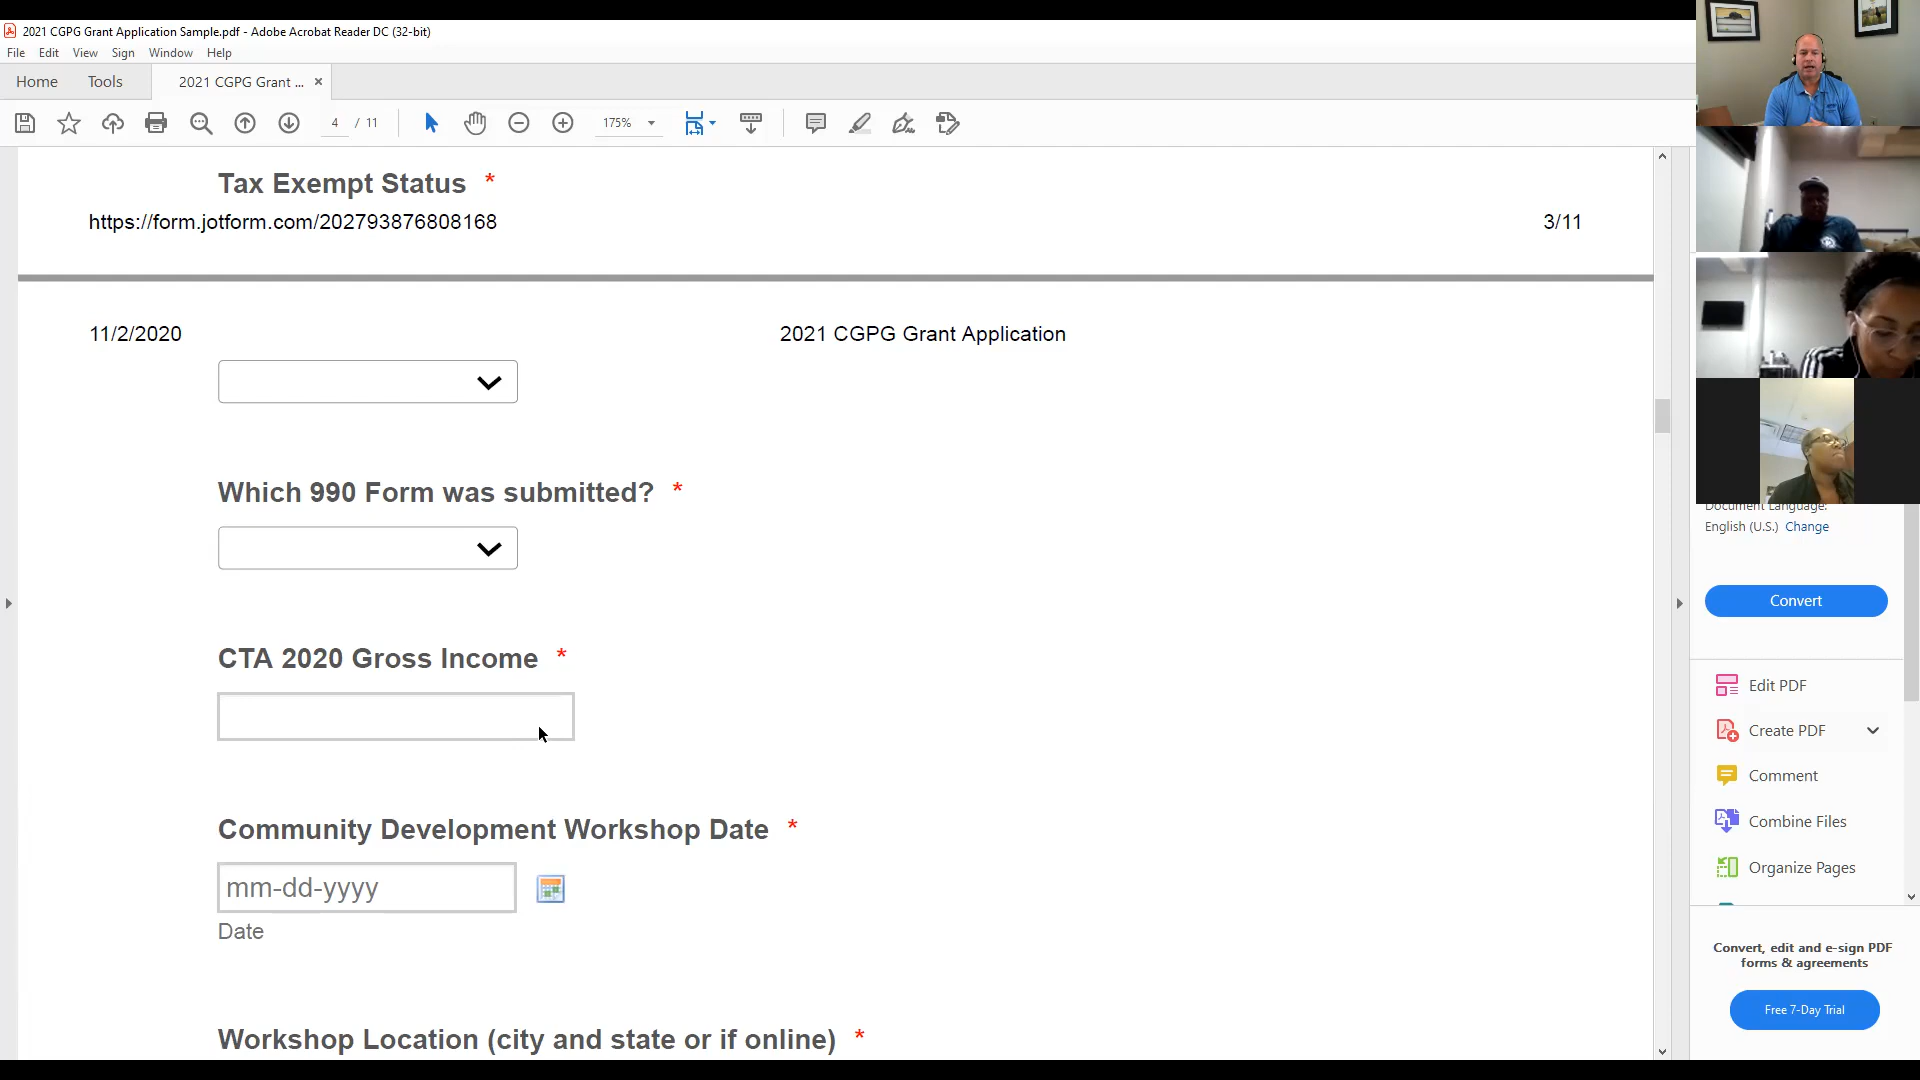 2021 CGPG Grant Application Sample.pdf - Adobe Acrobat Reader DC (32-bit)
File Edit View Sign Window Help
Home Tools 2021 CGPG Grant ... ×
4 / 11 175%
Tax Exempt Status *
https://form.jotform.com/202793876808168 3/11
11/2/2020 2021 CGPG Grant Application
Which 990 Form was submitted? *
CTA 2020 Gross Income *
Community Development Workshop Date *
mm-dd-yyyy
Date
Workshop Location (city and state or if online) *
Document Language:
English (U.S.) Change
Convert
Edit PDF
Create PDF
Comment
Combine Files
Organize Pages
Convert, edit and e-sign PDF
forms & agreements
Free 7-Day Trial